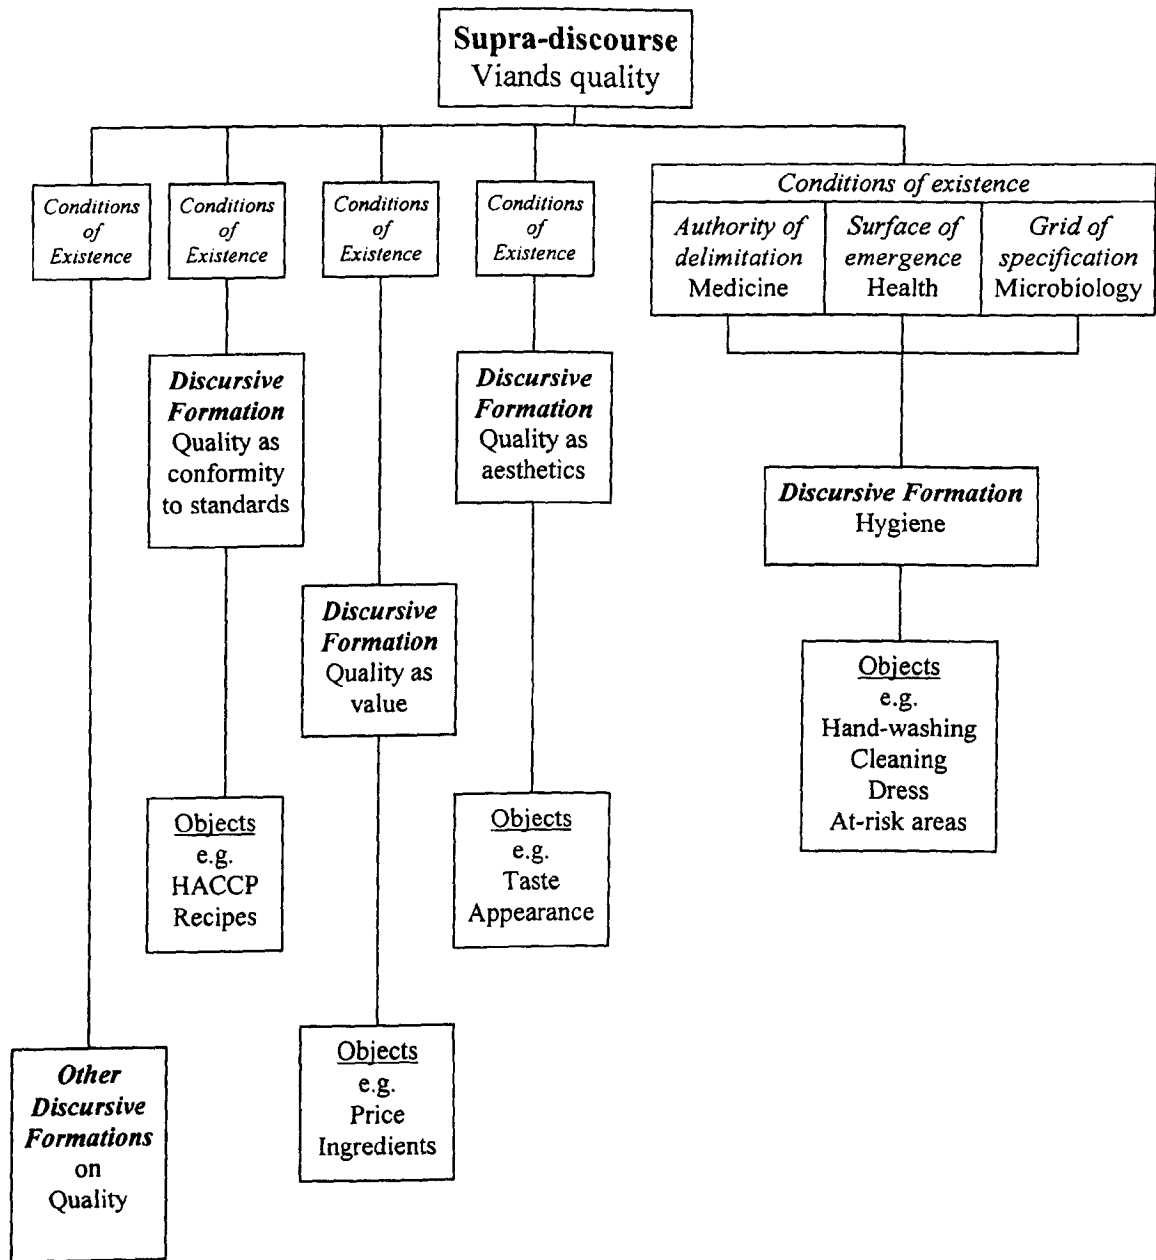 Supra-discourse
Viands quality
Conditions
of
Existence
Conditions
of
Existence
Conditions
of
Existence
Conditions
of
Existence
Conditions of existence
Authority of
delimitation
Medicine
Surface of
emergence
Health
Grid of
specification
Microbiology
Discursive
Formation
Quality as
conformity
to standards
Discursive
Formation
Quality as
aesthetics
Discursive Formation
Hygiene
Discursive
Formation
Quality as
value
Objects
e.g.
Hand-washing
Cleaning
Dress
At-risk areas
Objects
e.g.
HACCP
Recipes
Objects
e.g.
Taste
Appearance
Objects
e.g.
Price
Ingredients
Other
Discursive
Formations
on
Quality